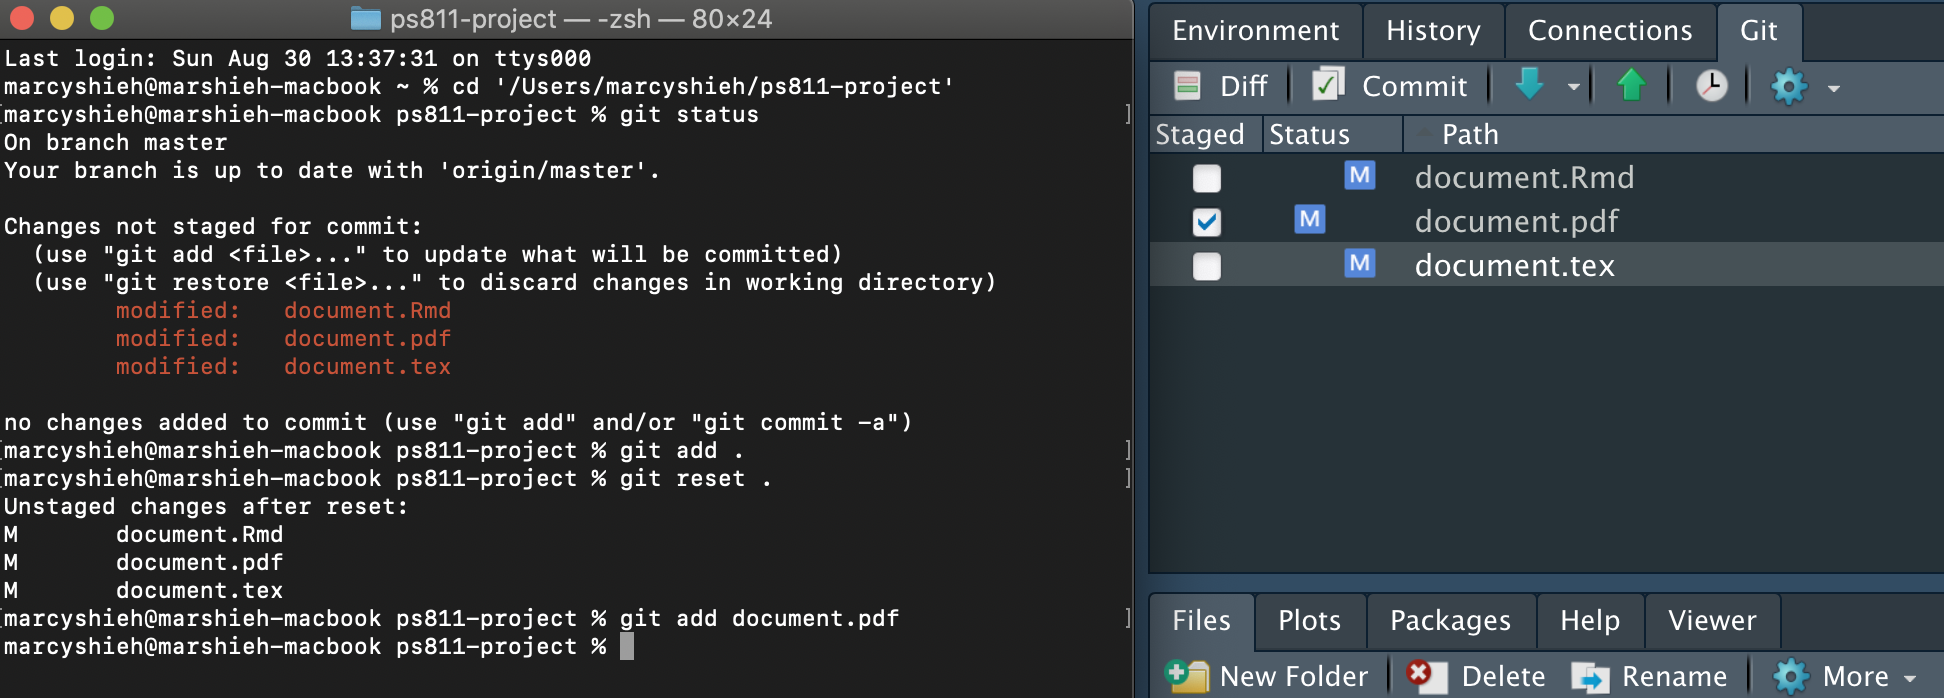 ps811-project — -zsh — 80×24
Last login: Sun Aug 30 13:37:31 on ttys000
marcyshieh@marshieh-macbook ~ % cd '/Users/marcyshieh/ps811-project'
[marcyshieh@marshieh-macbook ps811-project % git status ]
On branch master
Your branch is up to date with 'origin/master'.
Changes not staged for commit:
(use "git add <file>..." to update what will be committed)
(use "git restore <file>..." to discard changes in working directory)
modified: document.Rmd
modified: document.pdf
modified: document.tex
no changes added to commit (use "git add" and/or "git commit -a")
[marcyshieh@marshieh-macbook ps811-project % git add . ]
[marcyshieh@marshieh-macbook ps811-project % git reset . ]
Unstaged changes after reset:
M document.Rmd
M document.pdf
M document.tex
[marcyshieh@marshieh-macbook ps811-project % git add document.pdf ]
marcyshieh@marshieh-macbook ps811-project %
Environment History Connections Git
Diff Commit
Staged Status Path
M document.Rmd
M document.pdf
M document.tex
Files Plots Packages Help Viewer
New Folder Delete Rename More